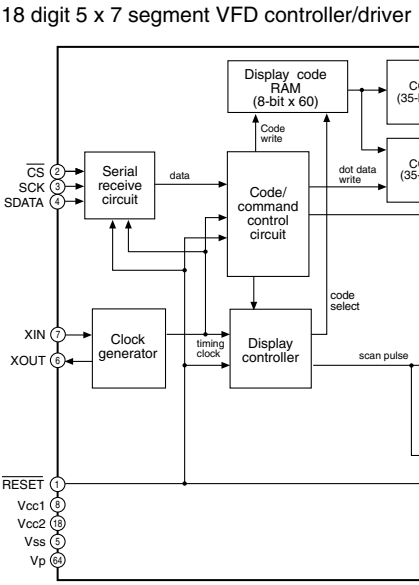 18 digit 5 x 7 segment VFD controller/driver
Display code
RAM
(8-bit x 60)
(35-
Code
write
CS
2
SCK
3
SDATA
4
Serial
receive
circuit
data
Code/
command
control
circuit
dot data
write
(35-
code
select
XIN
7
XOUT
6
Clock
generator
timing
clock
Display
controller
scan pulse
RESET
1
Vcc1
8
Vcc2
18
Vss
5
Vp
64